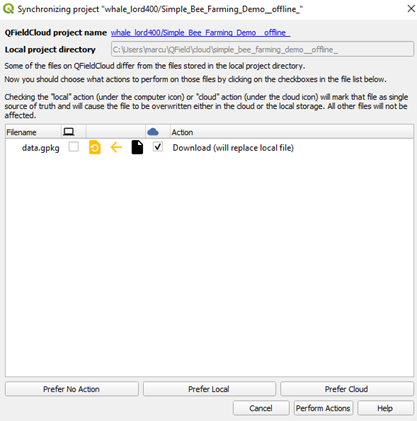 Synchronizing project "whale_lord400/Simple_Bee_Farming_Demo__offline_"
QFieldCloud project name whale_lord400/Simple_Bee_Farming_Demo__offline_
Local project directory C:\Users\marcu\QField\cloud\simple_bee_farming_demo__offline_
Some of the files on QFieldCloud differ from the files stored in the local project directory.
Now you should choose what actions to perform on those files by clicking on the checkboxes in the file list below.
Checking the "local" action (under the computer icon) or "cloud" action (under the cloud icon) will mark that file as single
source of truth and will cause the file to be overwritten either in the cloud or the local storage. All other files will not be
affected.
Filename Action
data.gpkg Download (will replace local file)
Prefer No Action Prefer Local Prefer Cloud
Cancel Perform Actions Help